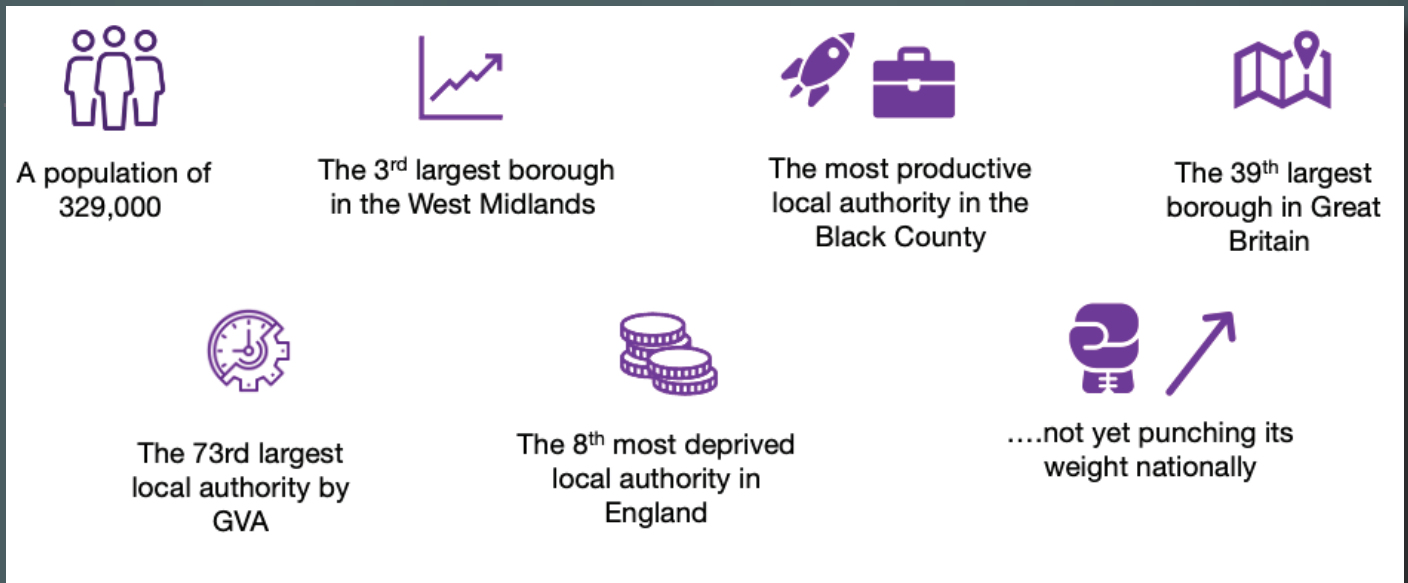 A population of
329,000
The 3rd largest borough
in the West Midlands
The most productive
local authority in the
Black County
The 39th largest
borough in Great
Britain
The 73rd largest
local authority by
GVA
The 8th most deprived
local authority in
England
....not yet punching its
weight nationally